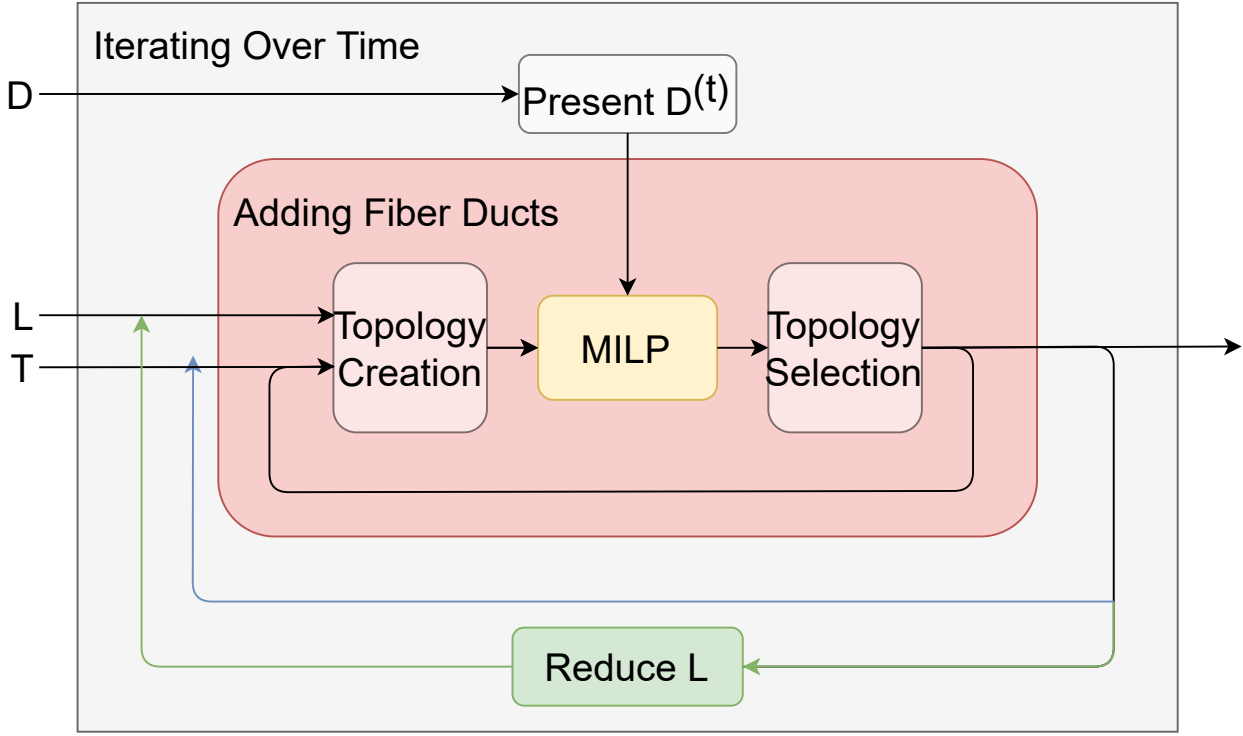 Iterating Over Time
D
Present D(t)
Adding Fiber Ducts
L
T
Topology
Creation
MILP
Topology
Selection
Reduce L